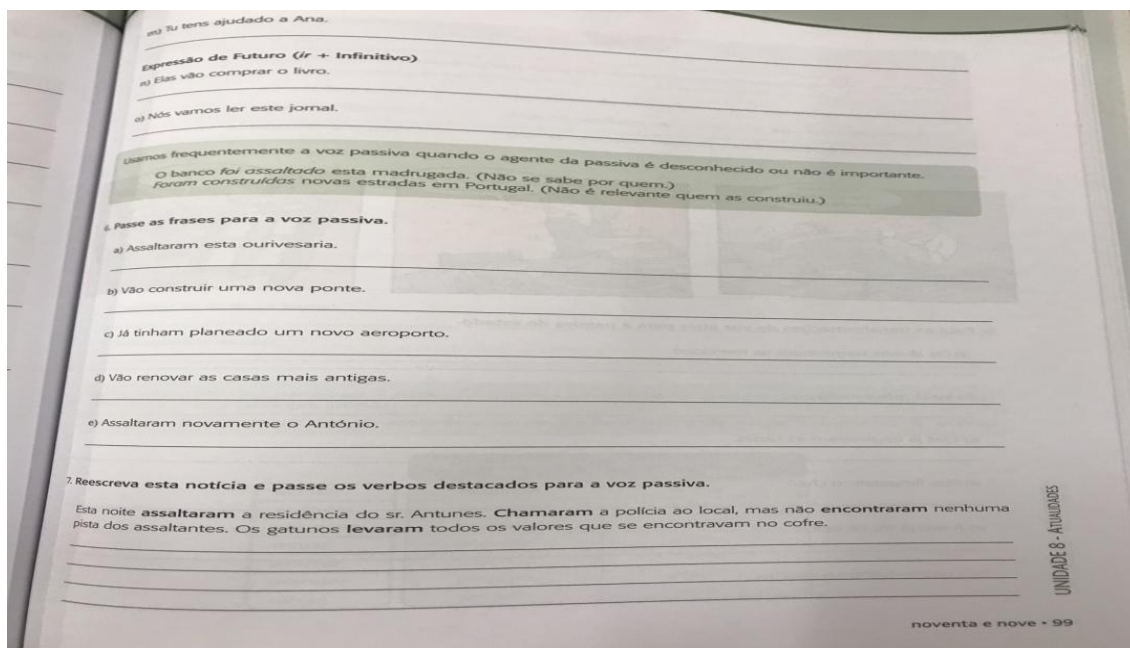 m) Tu tens ajudado a Ana.
Expressão de Futuro (ir + Infinitivo)
n) Elas vão comprar o livro.
o) Nós vamos ler este jornal.
Usamos frequentemente a voz passiva quando o agente da passiva é desconhecido ou não é importante.
O banco foi assaltado esta madrugada. (Não se sabe por quem.)
Foram construídas novas estradas em Portugal. (Não é relevante quem as construiu.)
6. Passe as frases para a voz passiva.
a) Assaltaram esta ourivesaria.
b) Vão construir uma nova ponte.
c) Já tinham planeado um novo aeroporto.
d) Vão renovar as casas mais antigas.
e) Assaltaram novamente o António.
7. Reescreva esta notícia e passe os verbos destacados para a voz passiva.
Esta noite assaltaram a residência do sr. Antunes. Chamaram a polícia ao local, mas não encontraram nenhuma
pista dos assaltantes. Os gatunos levaram todos os valores que se encontravam no cofre.
UNIDADE 8 - ATUALIDADES
noventa e nove • 99